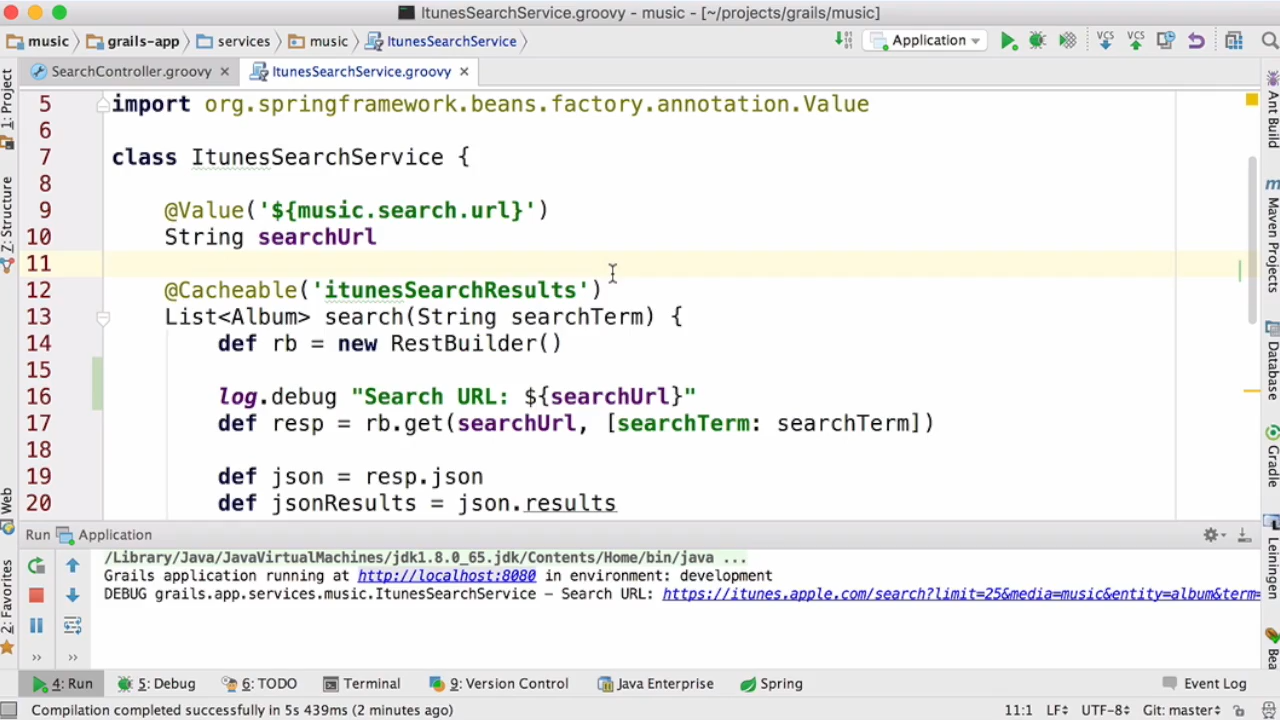 ItunesSearchService.groovy - music - [~/projects/grails/music]
music grails-app services music ItunesSearchService Application
SearchController.groovy ItunesSearchService.groovy
5 import org.springframework.beans.factory.annotation.Value
6
7 class ItunesSearchService {
8
9 @Value('${music.search.url}')
10 String searchUrl
11
12 @Cacheable('itunesSearchResults')
13 List<Album> search(String searchTerm) {
14 def rb = new RestBuilder()
15
16 log.debug "Search URL: ${searchUrl}"
17 def resp = rb.get(searchUrl, [searchTerm: searchTerm])
18
19 def json = resp.json
20 def jsonResults = json.results
1: Project
Z: Structure
Web
2: Favorites
Ant Build
Maven Projects
Database
Gradle
Leiningen
Bea
Run Application
/Library/Java/JavaVirtualMachines/jdk1.8.0_65.jdk/Contents/Home/bin/java ...
Grails application running at http://localhost:8080 in environment: development
DEBUG grails.app.services.music.ItunesSearchService – Search URL: https://itunes.apple.com/search?limit=25&media=music&entity=album&term=
4: Run 5: Debug 6: TODO Terminal 9: Version Control Java Enterprise Spring Event Log
Compilation completed successfully in 5s 439ms (2 minutes ago) 11:1 LF UTF-8 Git: master